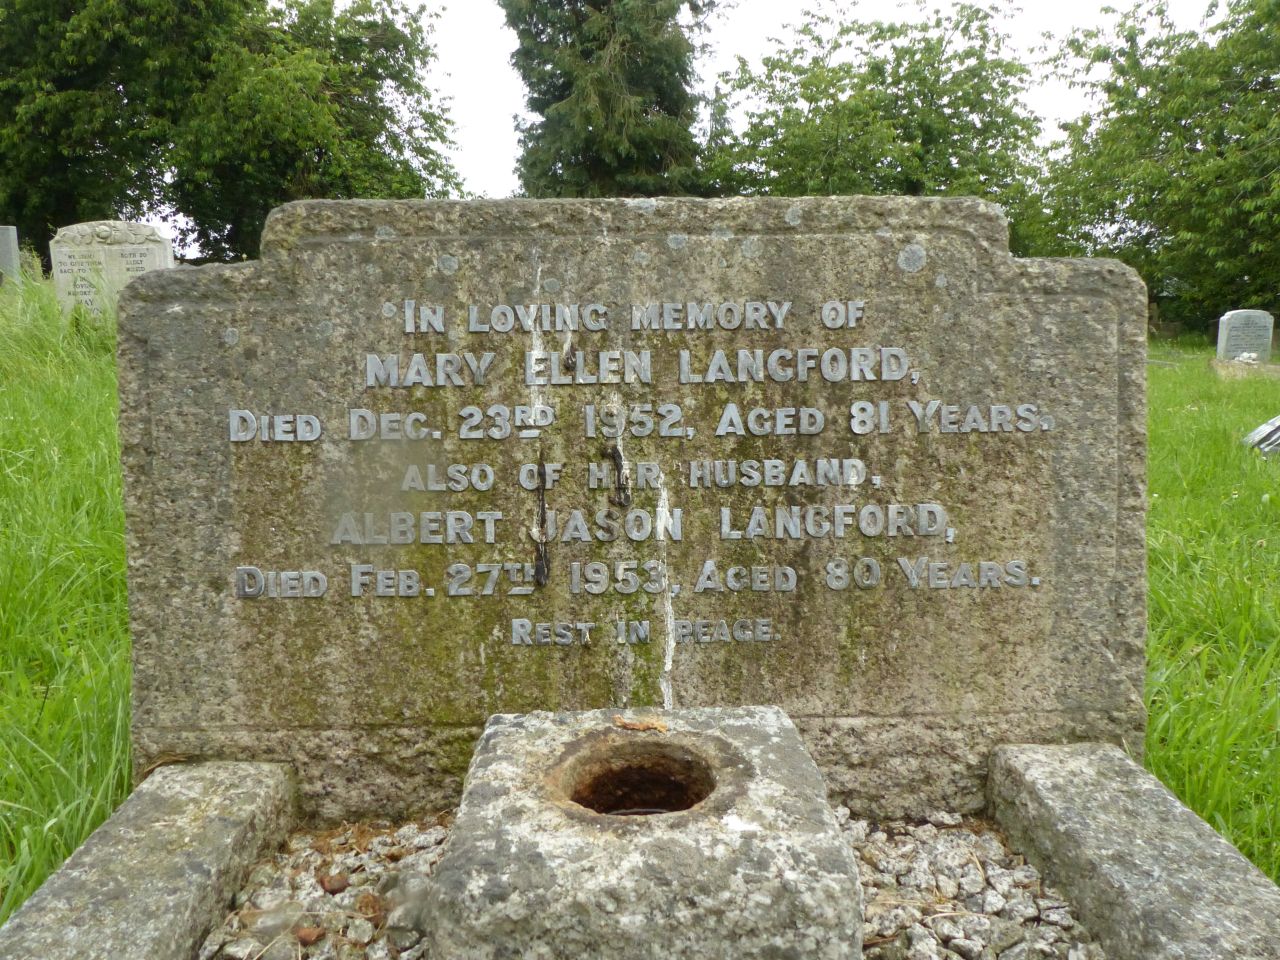 In loving memory of
Mary Ellen Langford,
Died Dec. 23rd 1952, Aged 81 Years.
also of her husband,
Albert Jason Langford,
Died Feb. 27th 1953, Aged 80 Years.
Rest in peace.